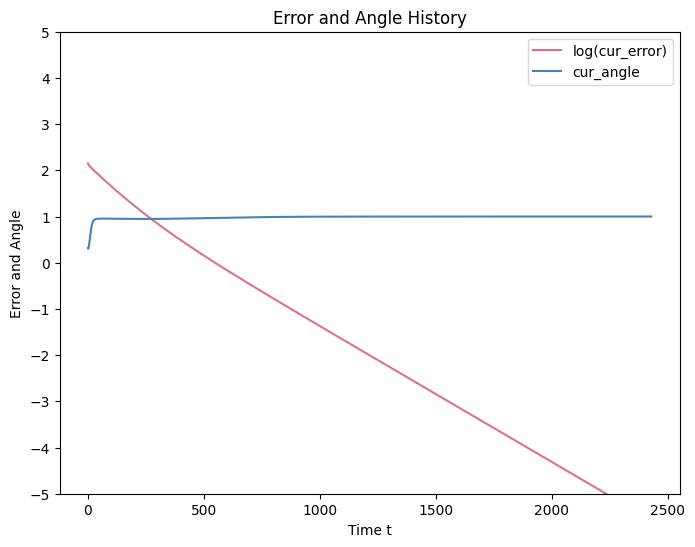 Error and Angle History
log(cur_error)
cur_angle
Error and Angle
5
4
3
2
1
0
−1
−2
−3
−4
−5
0 500 1000 1500 2000 2500
Time t